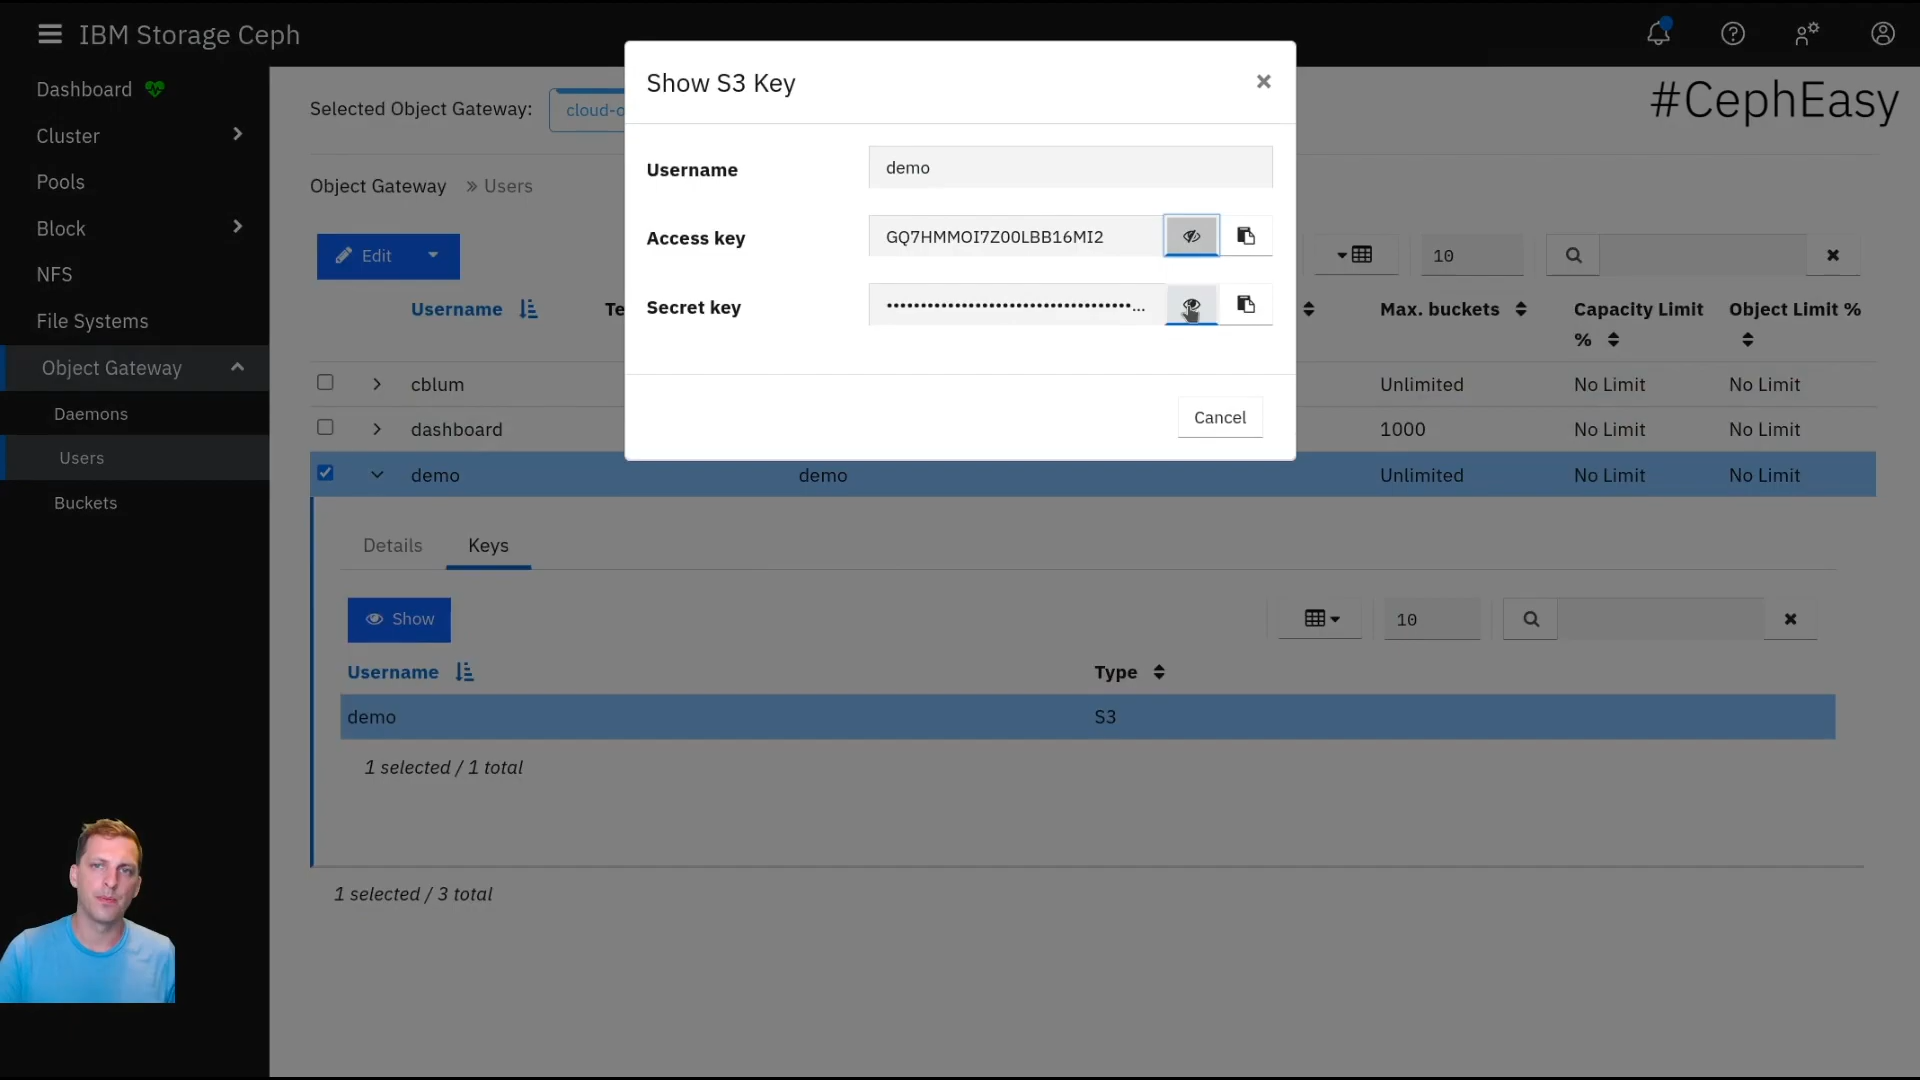 IBM Storage Ceph
#CephEasy
Dashboard
Cluster
Pools
Block
NFS
File Systems
Object Gateway
Daemons
Users
Buckets
Selected Object Gateway: cloud-o
Object Gateway » Users
Edit
10
Username Te Max. buckets Capacity Limit % Object Limit %
cblum Unlimited No Limit No Limit
dashboard 1000 No Limit No Limit
demo demo Unlimited No Limit No Limit
Details Keys
Show 10
Username Type
demo S3
1 selected / 1 total
1 selected / 3 total
Show S3 Key
Username demo
Access key GQ7HMMOI7Z00LBB16MI2
Secret key ••••••••••••••••••••••••••••••••••••...
Cancel